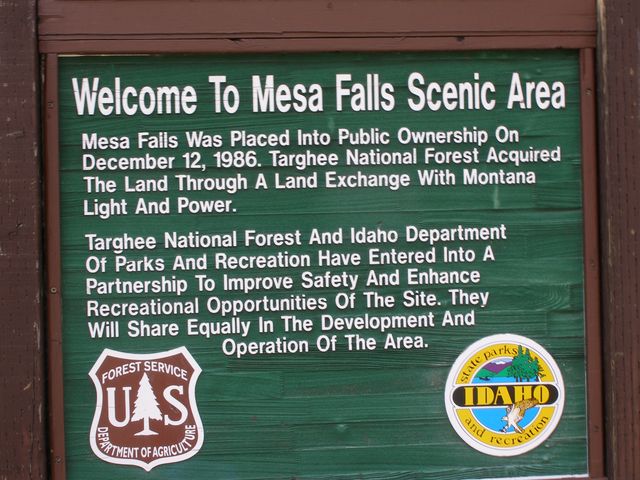 Welcome To Mesa Falls Scenic Area
Mesa Falls Was Placed Into Public Ownership On
December 12, 1986. Targhee National Forest Acquired
The Land Through A Land Exchange With Montana
Light And Power.
Targhee National Forest And Idaho Department
Of Parks And Recreation Have Entered Into A
Partnership To Improve Safety And Enhance
Recreational Opportunities Of The Site. They
Will Share Equally In The Development And
Operation Of The Area.
FOREST SERVICE
U S
DEPARTMENT OF AGRICULTURE
state parks
IDAHO
and recreation